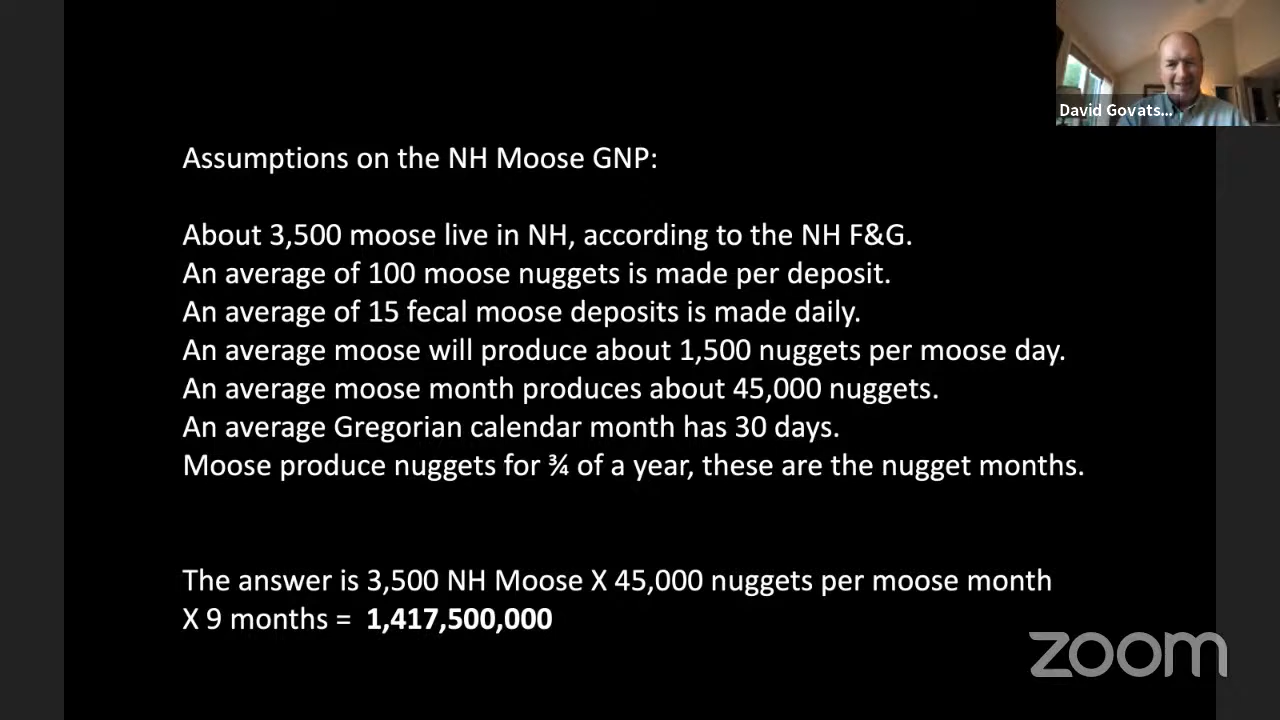 David Govats...
Assumptions on the NH Moose GNP:
About 3,500 moose live in NH, according to the NH F&G.
An average of 100 moose nuggets is made per deposit.
An average of 15 fecal moose deposits is made daily.
An average moose will produce about 1,500 nuggets per moose day.
An average moose month produces about 45,000 nuggets.
An average Gregorian calendar month has 30 days.
Moose produce nuggets for ¾ of a year, these are the nugget months.
The answer is 3,500 NH Moose X 45,000 nuggets per moose month
X 9 months = 1,417,500,000
zoom